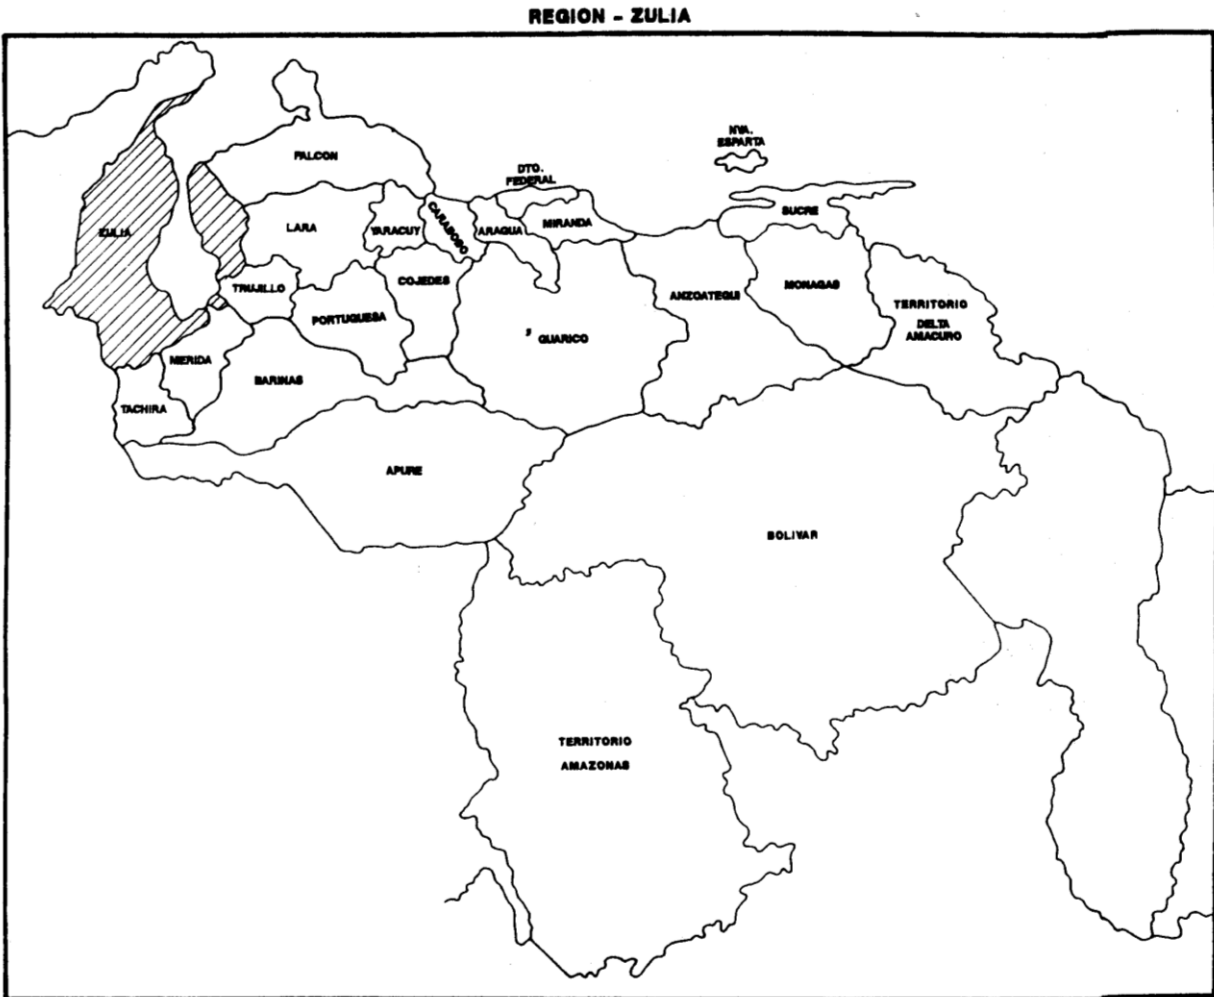 REGION - ZULIA
NVA.
ESPARTA
FALCON
DTO.
FEDERAL
ZULIA
LARA
YARACUY
CARABOBO
ARAGUA
MIRANDA
SUCRE
TRUJILLO
COJEDES
PORTUGUESA
GUARICO
ANZOATEGUI
MONAGAS
TERRITORIO
DELTA
AMACURO
MERIDA
BARINAS
TACHIRA
APURE
BOLIVAR
TERRITORIO
AMAZONAS